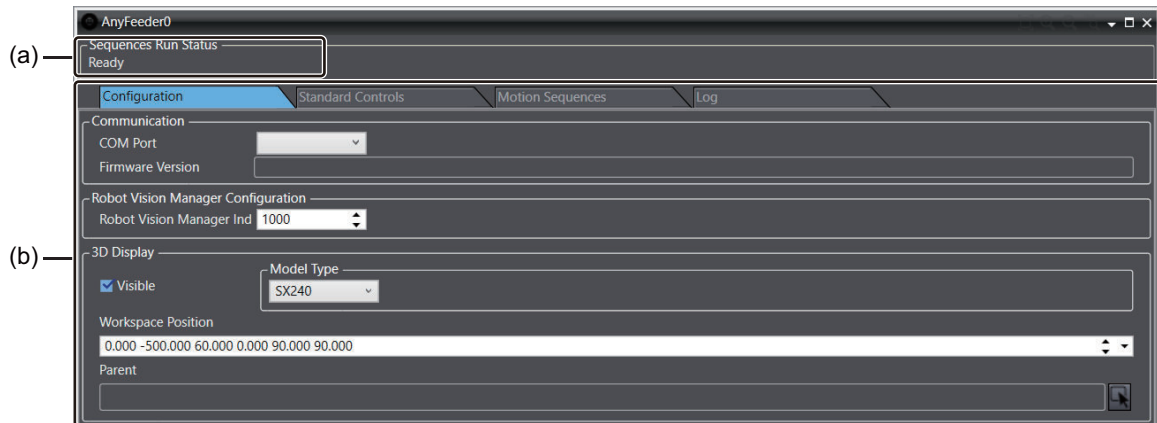 AnyFeeder0
(a)
Sequences Run Status
Ready
Configuration Standard Controls Motion Sequences Log
Communication
COM Port
Firmware Version
Robot Vision Manager Configuration
Robot Vision Manager Ind 1000
(b)
3D Display
Model Type
Visible
SX240
Workspace Position
0.000 -500.000 60.000 0.000 90.000 90.000
Parent